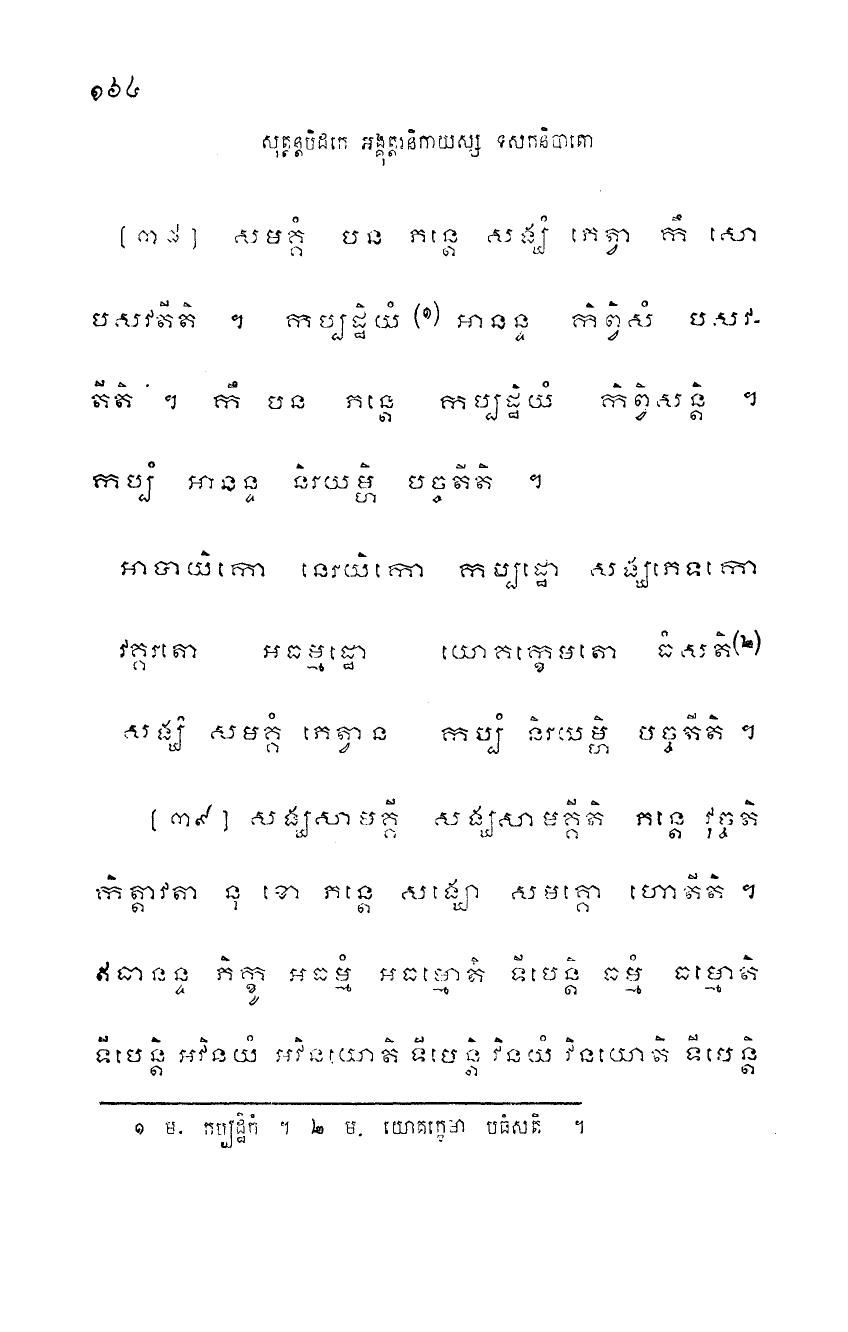 ១៦៤
សុត្តន្តបិដកេ អង្គុត្តរនិកាយស្ស ទសកនិបាតោ
[៣៨] សមគ្គំ បន ភន្តេ សង្ឃំ ភេត្វា កឹ សោ
បសវតីតិ ។ កប្បដ្ឋិយំ (១) អានន្ទ កិព្វិសំ បសវ-
តីតិ ។ កឹ បន ភន្តេ កប្បដ្ឋិយំ កិព្វិសន្តិ ។
កប្បំ អានន្ទ និរយម្ហិ បច្ចតីតិ ។
អាបាយិកោ នេរយិកោ កប្បដ្ឋោ សង្ឃភេទកោ
វគ្គរតោ អធម្មដ្ឋោ យោគក្ខេមតោ ធំសតិ(២)
សង្ឃំ សមគ្គំ ភេត្វាន កប្បំ និរយម្ហិ បច្ចតីតិ ។
[៣៩] សង្ឃសាមគ្គី សង្ឃសាមគ្គីតិ ភន្តេ វុច្ចតិ
កិត្តាវតា នុ ខោ ភន្តេ សង្ឃោ សមគ្គោ ហោតីតិ ។
ឥធានន្ទ ភិក្ខូ អធម្មំ អធម្មោតិ ទីបេន្តិ ធម្មំ ធម្មោតិ
ទីបេន្តិ អវិនយំ អវិនយោតិ ទីបេន្តិ វិនយំ វិនយោតិ ទីបេន្តិ
១ ម. កប្បដ្ឋិកំ ។ ២ ម. យោគក្ខេមា បធំសតិ ។